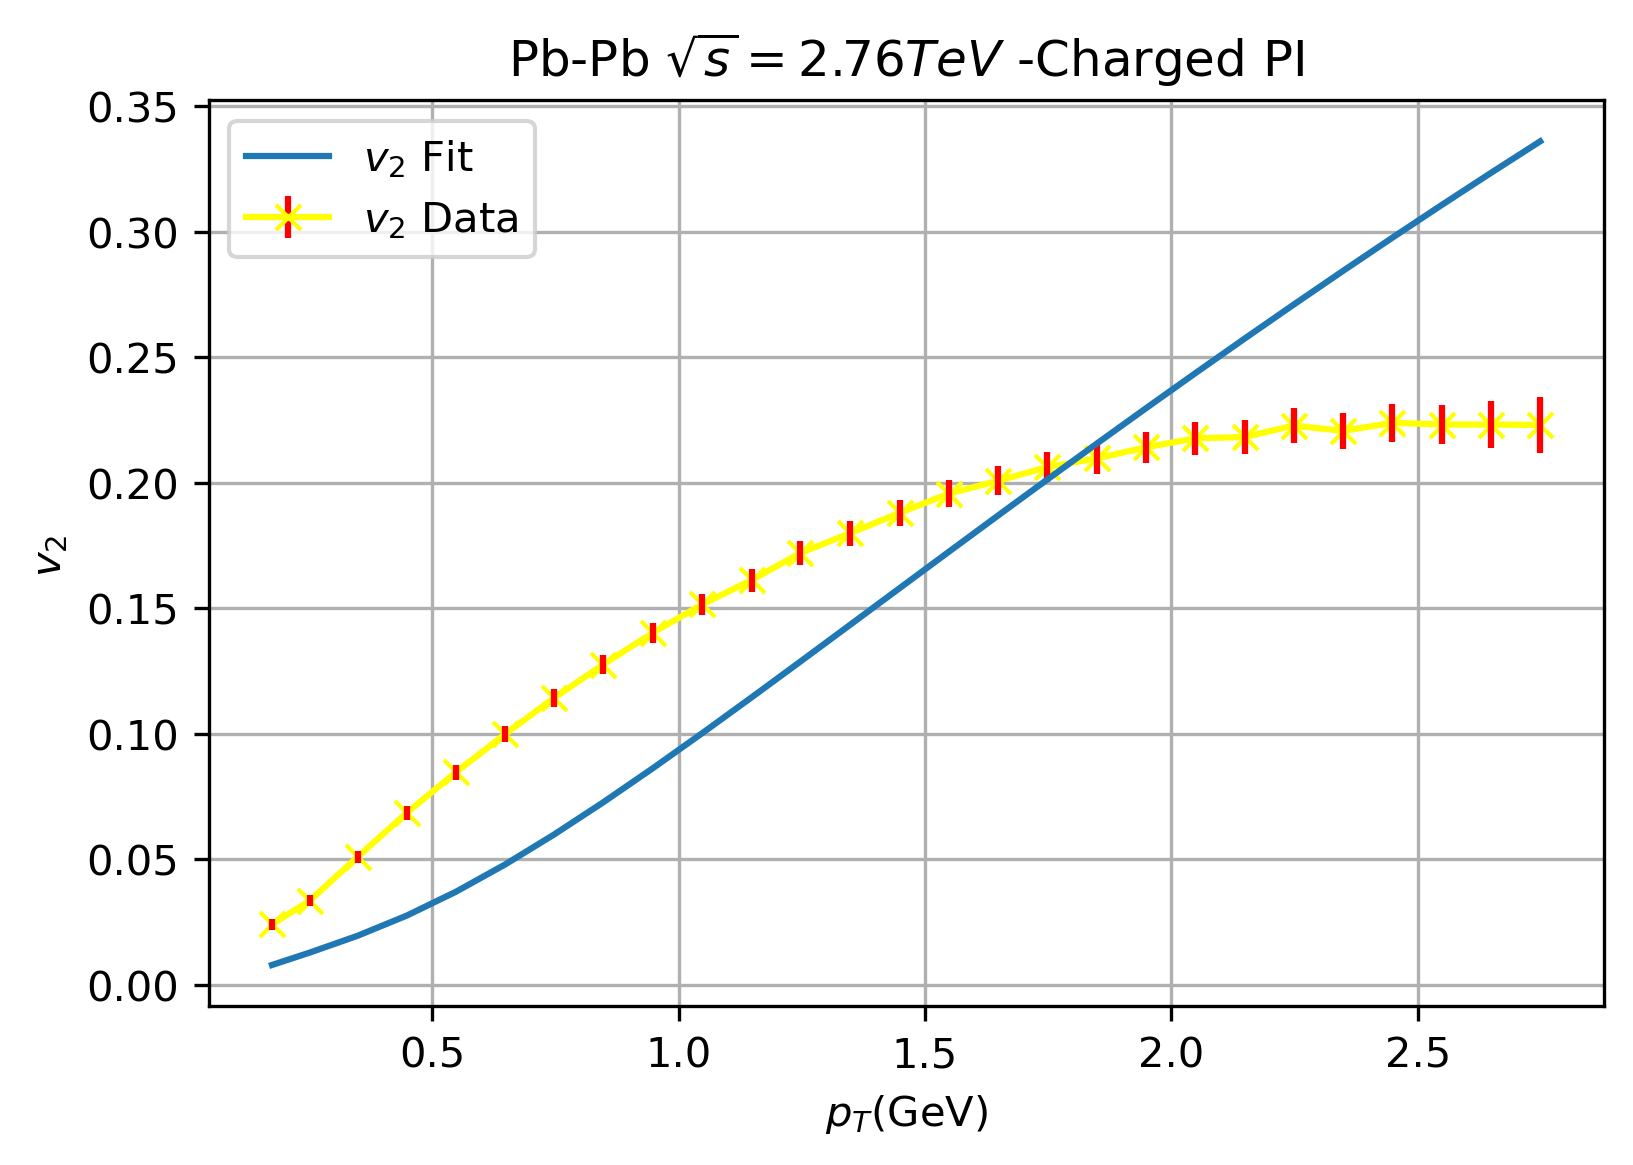 Pb-Pb √s = 2.76TeV -Charged PI
v₂ Fit
v₂ Data
0.35
0.30
0.25
0.20
0.15
0.10
0.05
0.00
v₂
0.5 1.0 1.5 2.0 2.5
p_T(GeV)